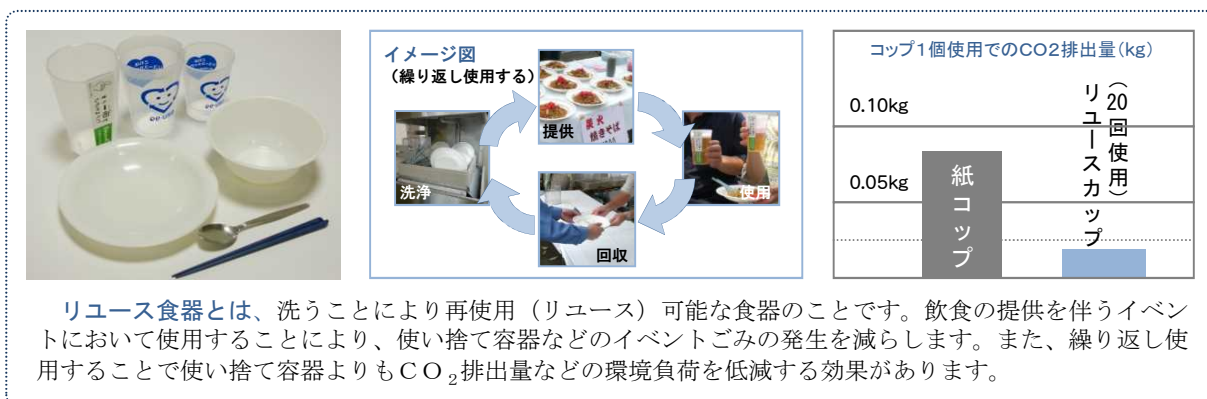 イメージ図
(繰り返し使用する)
提供
炭火
焼きそば
使用
回収
洗浄
コップ1個使用でのCO2排出量(kg)
0.10kg
0.05kg
紙コップ
リユースカップ
(20回使用)
リユース食器とは、洗うことにより再使用（リユース）可能な食器のことです。飲食の提供を伴うイベン
トにおいて使用することにより、使い捨て容器などのイベントごみの発生を減らします。また、繰り返し使
用することで使い捨て容器よりもＣＯ₂排出量などの環境負荷を低減する効果があります。